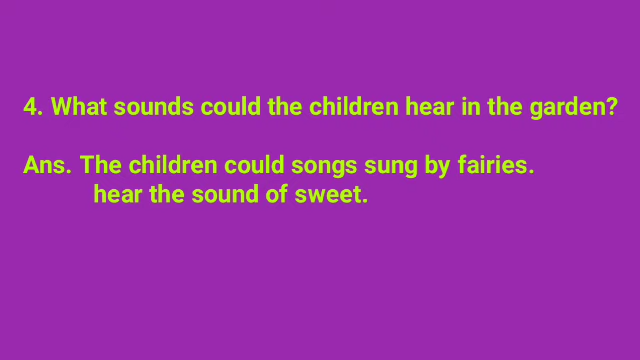 4. What sounds could the children hear in the garden?
Ans. The children could songs sung by fairies.
hear the sound of sweet.